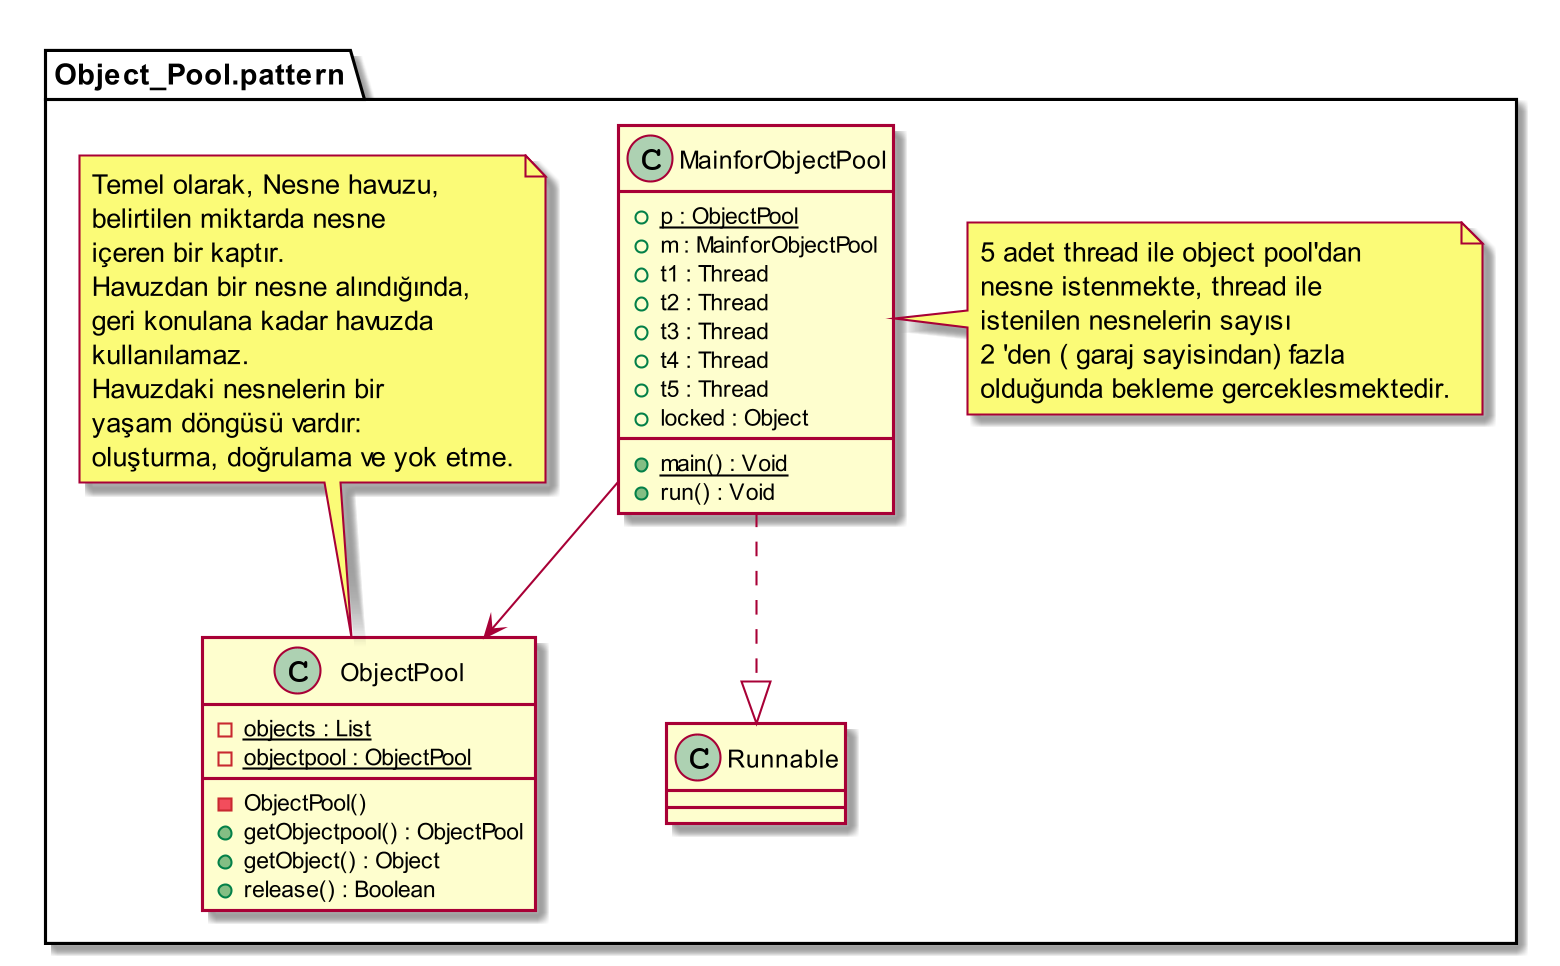 Object_Pool.pattern
Temel olarak, Nesne havuzu,
belirtilen miktarda nesne
içeren bir kaptır.
Havuzdan bir nesne alındığında,
geri konulana kadar havuzda
kullanılamaz.
Havuzdaki nesnelerin bir
yaşam döngüsü vardır:
oluşturma, doğrulama ve yok etme.
C MainforObjectPool
p : ObjectPool
m : MainforObjectPool
t1 : Thread
t2 : Thread
t3 : Thread
t4 : Thread
t5 : Thread
locked : Object
main() : Void
run() : Void
5 adet thread ile object pool'dan
nesne istenmekte, thread ile
istenilen nesnelerin sayısı
2 'den ( garaj sayisindan) fazla
olduğunda bekleme gerceklesmektedir.
C ObjectPool
objects : List
objectpool : ObjectPool
ObjectPool()
getObjectpool() : ObjectPool
getObject() : Object
release() : Boolean
C Runnable